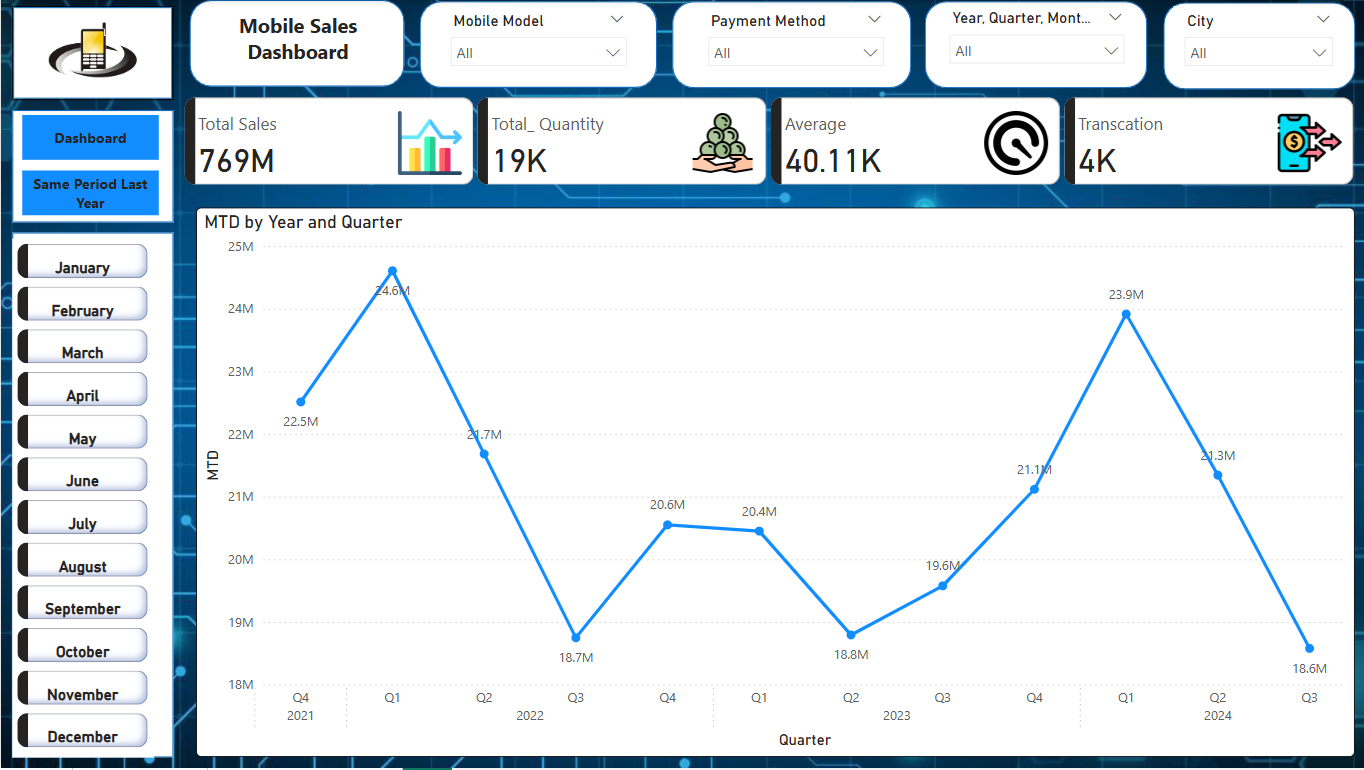 Mobile Sales
Dashboard
Mobile Model
All
Payment Method
All
Year, Quarter, Mont...
All
City
All
Dashboard
Same Period Last
Year
January
February
March
April
May
June
July
August
September
October
November
December
Total Sales
769M
Total_ Quantity
19K
Average
40.11K
Transcation
4K
MTD by Year and Quarter
MTD
25M
24M
23M
22M
21M
20M
19M
18M
22.5M
24.6M
21.7M
18.7M
20.6M
20.4M
18.8M
19.6M
21.1M
23.9M
21.3M
18.6M
Q4 Q1 Q2 Q3 Q4 Q1 Q2 Q3 Q4 Q1 Q2 Q3
2021 2022 2023 2024
Quarter